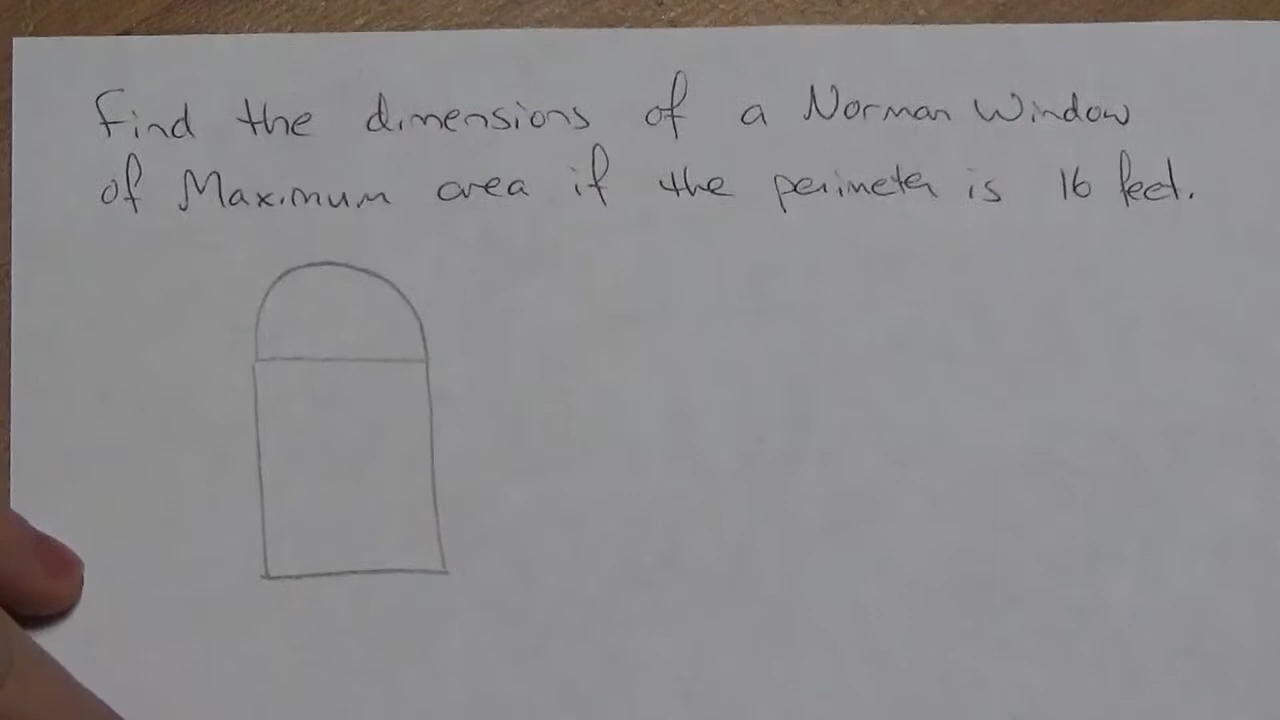 Find the dimensions of a Norman Window
of Maximum area if the perimeter is 16 feet.